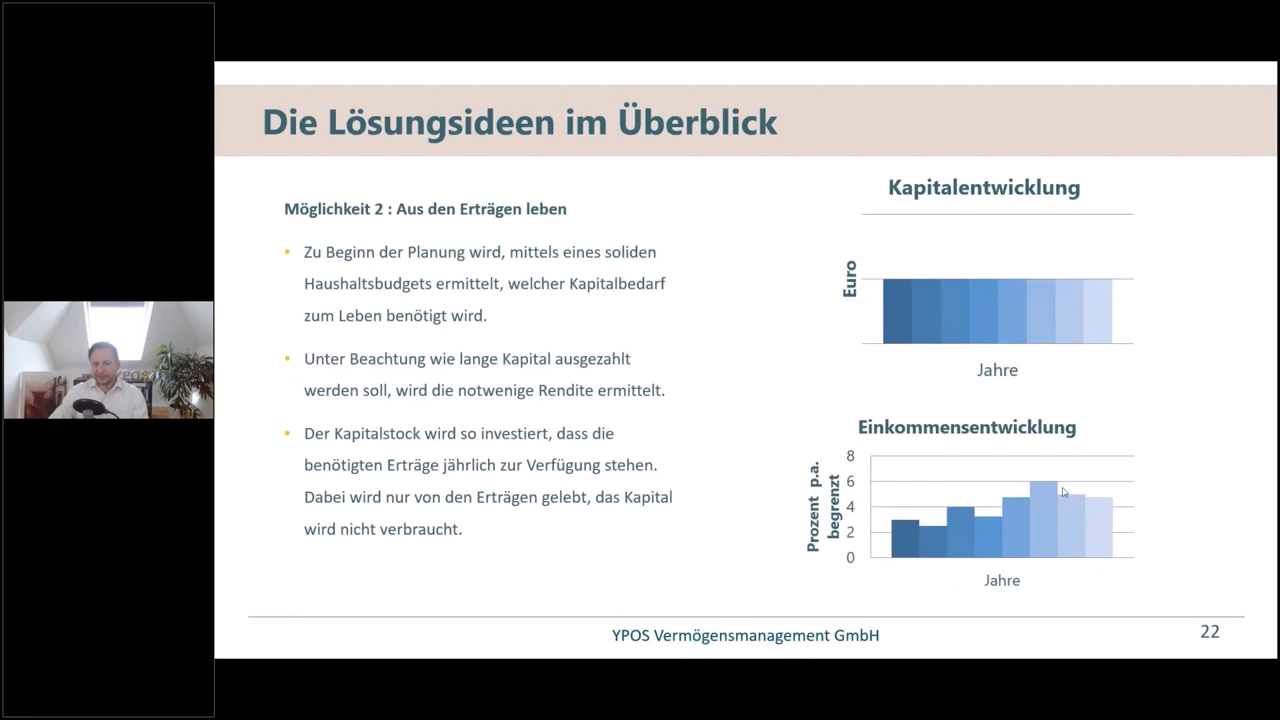 Die Lösungsideen im Überblick
Möglichkeit 2 : Aus den Erträgen leben
• Zu Beginn der Planung wird, mittels eines soliden
Haushaltsbudgets ermittelt, welcher Kapitalbedarf
zum Leben benötigt wird.
• Unter Beachtung wie lange Kapital ausgezahlt
werden soll, wird die notwenige Rendite ermittelt.
• Der Kapitalstock wird so investiert, dass die
benötigten Erträge jährlich zur Verfügung stehen.
Dabei wird nur von den Erträgen gelebt, das Kapital
wird nicht verbraucht.
Kapitalentwicklung
Euro
Jahre
Einkommensentwicklung
Prozent p.a.
begrenzt
8
6
4
2
0
Jahre
YPOS Vermögensmanagement GmbH
22
YPOS